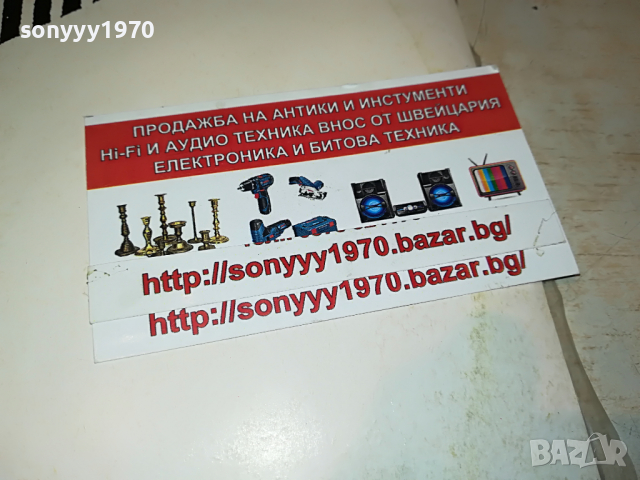 sonyyy1970
ПРОДАЖБА НА АНТИКИ И ИНСТУМЕНТИ
Hi-Fi И АУДИО ТЕХНИКА ВНОС ОТ ШВЕЙЦАРИЯ
ЕЛЕКТРОНИКА И БИТОВА ТЕХНИКА
http://sonyyy1970.bazar.bg/
http://sonyyy1970.bazar.bg/
sonyyy1970
BAZAR